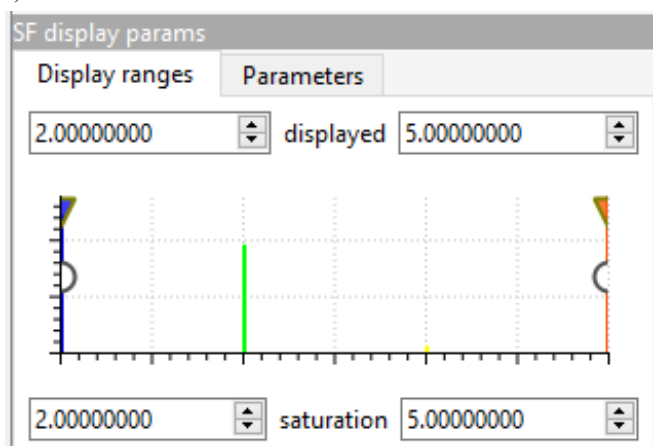 SF display params
Display ranges Parameters
2.00000000 displayed 5.00000000
2.00000000 saturation 5.00000000